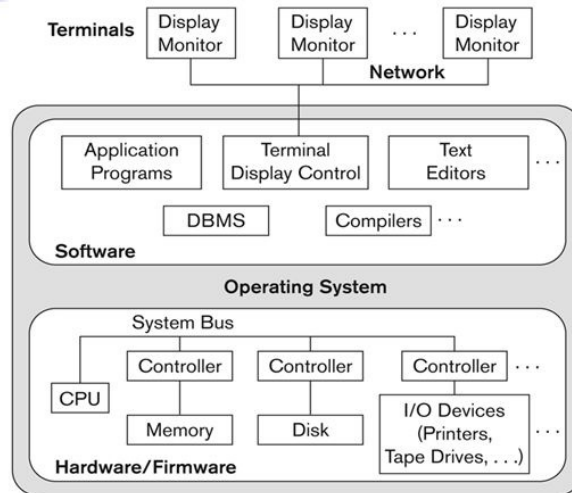 Terminals
Display
Monitor
Display
Monitor
. . .
Display
Monitor
Network
Application
Programs
Terminal
Display Control
Text
Editors
. . .
DBMS
Compilers
. . .
Software
Operating System
System Bus
Controller
Controller
Controller
. . .
CPU
Memory
Disk
I/O Devices
(Printers,
Tape Drives, . . .)
. . .
Hardware/Firmware